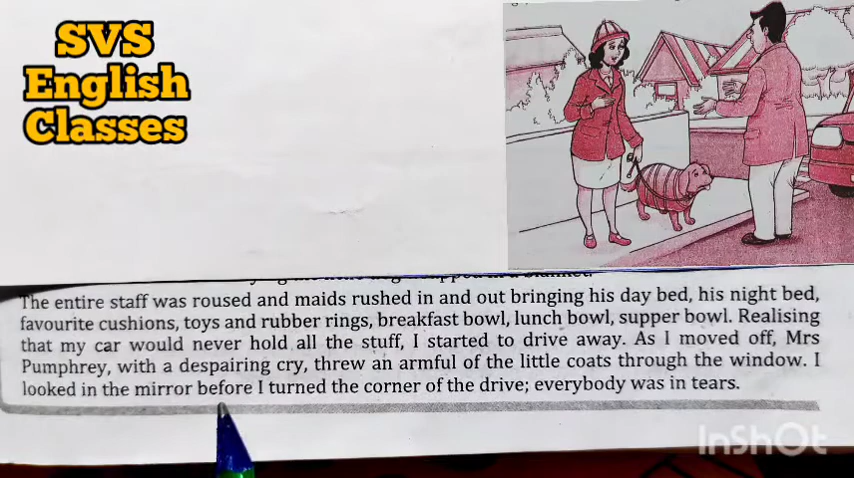 SVS
English
Classes
The entire staff was roused and maids rushed in and out bringing his day bed, his night bed,
favourite cushions, toys and rubber rings, breakfast bowl, lunch bowl, supper bowl. Realising
that my car would never hold all the stuff, I started to drive away. As I moved off, Mrs
Pumphrey, with a despairing cry, threw an armful of the little coats through the window. I
looked in the mirror before I turned the corner of the drive; everybody was in tears.
InShOt